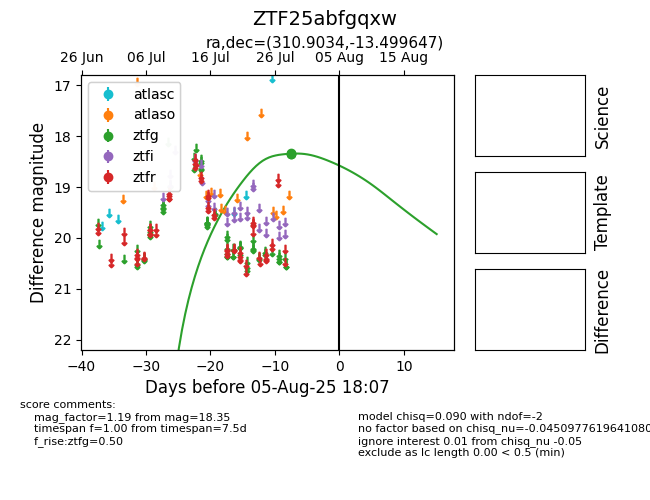 ZTF25abfgqxw
ra,dec=(310.9034,-13.499647)
26 Jun 06 Jul 16 Jul 26 Jul 05 Aug 15 Aug
17
18
19
20
21
22
Difference magnitude
atlasc
atlaso
ztfg
ztfi
ztfr
−40 −30 −20 −10 0 10
Days before 05-Aug-25 18:07
Science
Template
Difference
score comments:
mag_factor=1.19 from mag=18.35
timespan f=1.00 from timespan=7.5d
f_rise:ztfg=0.50
model chisq=0.090 with ndof=-2
no factor based on chisq_nu=-0.0450977619641080
ignore interest 0.01 from chisq_nu -0.05
exclude as lc length 0.00 < 0.5 (min)